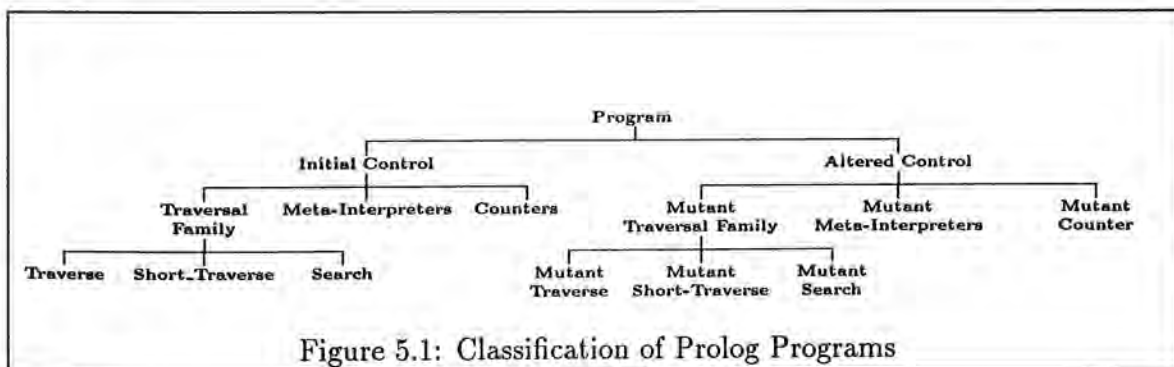 Program
Initial Control
Altered Control
Traversal
Family
Meta-Interpreters
Counters
Mutant
Traversal Family
Mutant
Meta-Interpreters
Mutant
Counter
Traverse
Short_Traverse
Search
Mutant
Traverse
Mutant
Short-Traverse
Mutant
Search
Figure 5.1: Classification of Prolog Programs